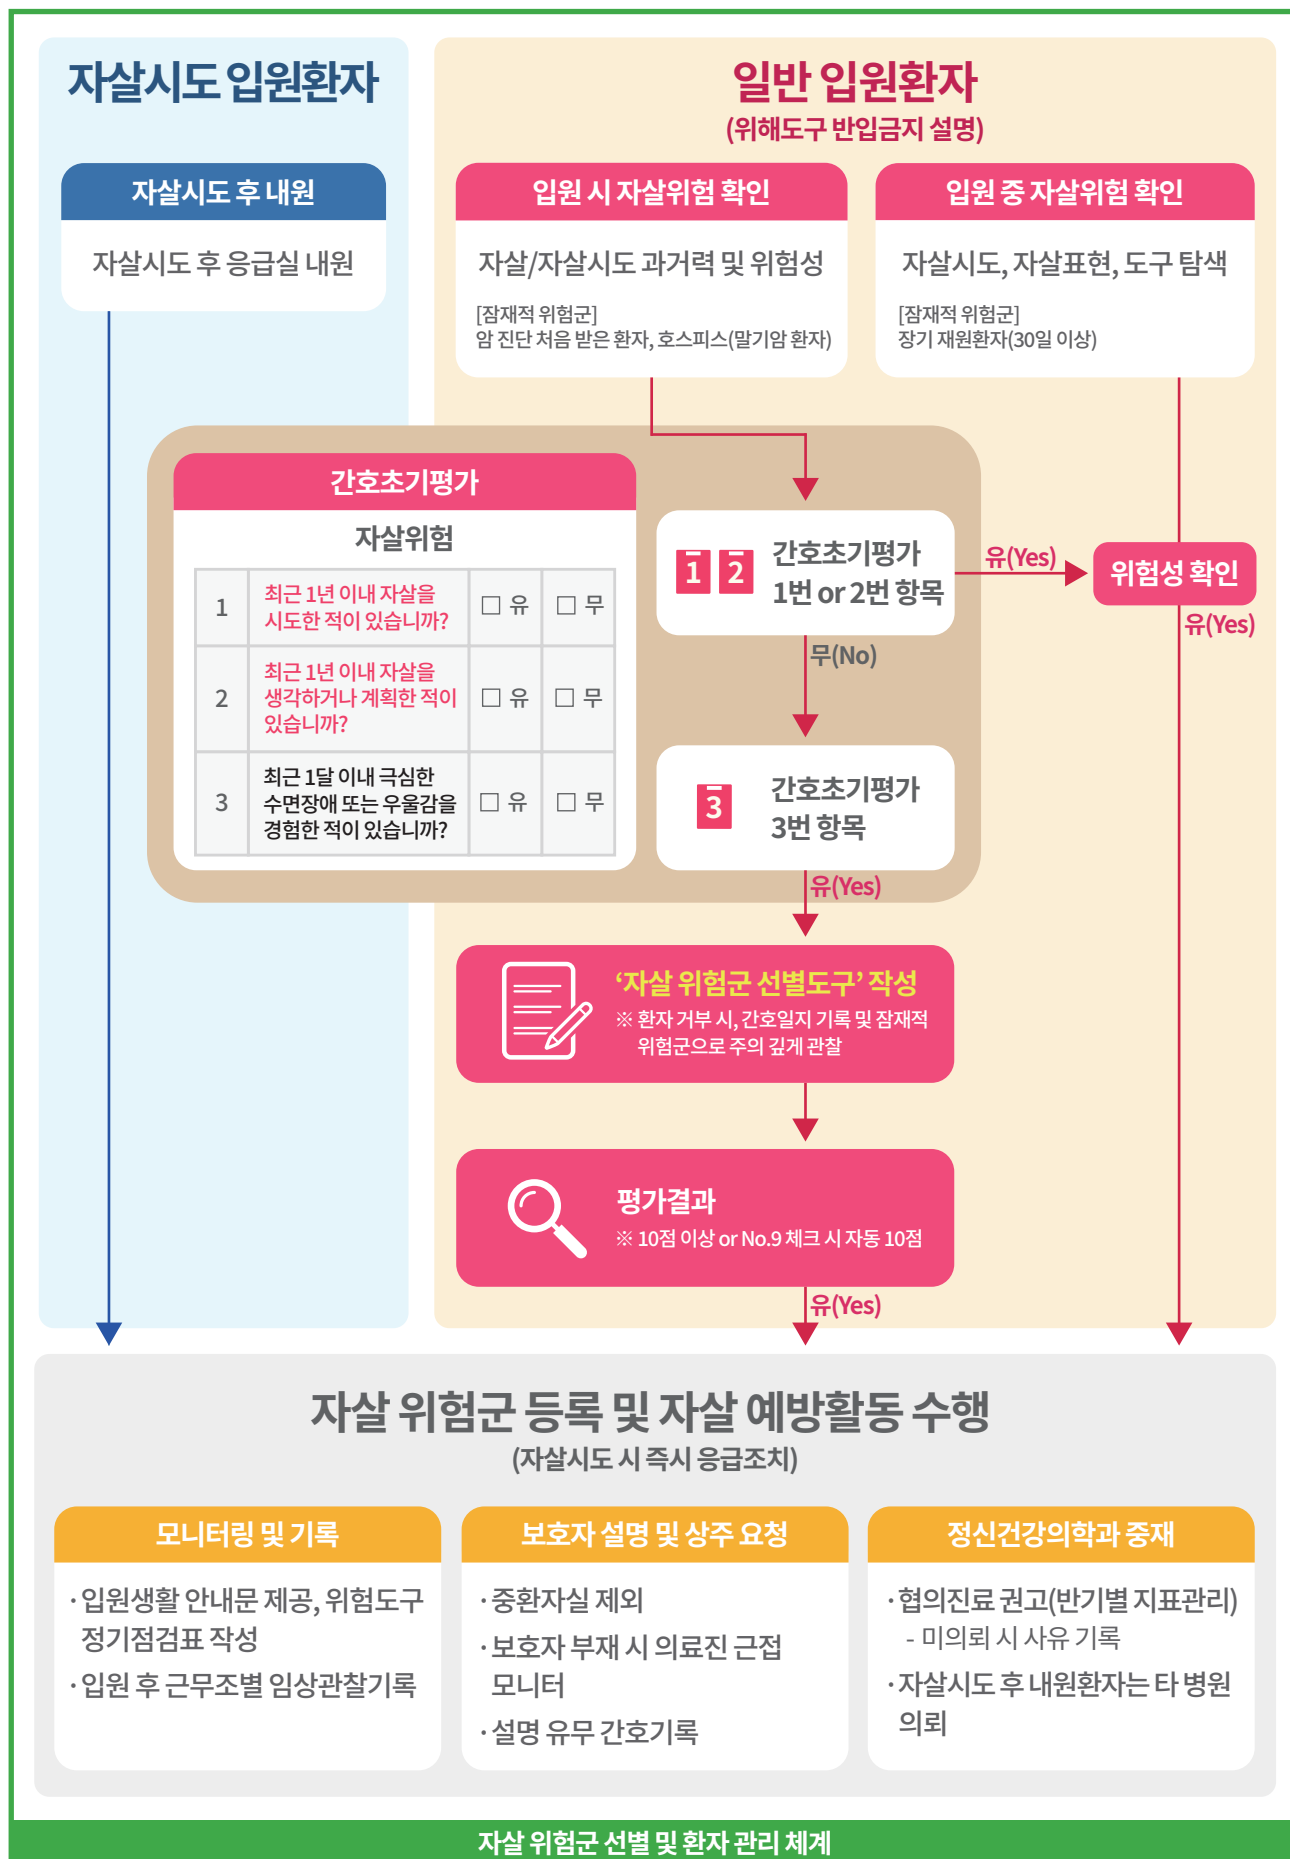 자살시도 입원환자
자살시도 후 내원
자살시도 후 응급실 내원
일반 입원환자
(위해도구 반입금지 설명)
입원 시 자살위험 확인
자살/자살시도 과거력 및 위험성
[잠재적 위험군]
암 진단 처음 받은 환자, 호스피스(말기암 환자)
입원 중 자살위험 확인
자살시도, 자살표현, 도구 탐색
[잠재적 위험군]
장기 재원환자(30일 이상)
간호초기평가
자살위험
1
최근 1년 이내 자살을
시도한 적이 있습니까?
□ 유
□ 무
2
최근 1년 이내 자살을
생각하거나 계획한 적이
있습니까?
□ 유
□ 무
3
최근 1달 이내 극심한
수면장애 또는 우울감을
경험한 적이 있습니까?
□ 유
□ 무
1 2
간호초기평가
1번 or 2번 항목
유(Yes)
위험성 확인
유(Yes)
무(No)
3
간호초기평가
3번 항목
유(Yes)
‘자살 위험군 선별도구’ 작성
※ 환자 거부 시, 간호일지 기록 및 잠재적
위험군으로 주의 깊게 관찰
평가결과
※ 10점 이상 or No.9 체크 시 자동 10점
유(Yes)
자살 위험군 등록 및 자살 예방활동 수행
(자살시도 시 즉시 응급조치)
모니터링 및 기록
· 입원생활 안내문 제공, 위험도구
정기점검표 작성
· 입원 후 근무조별 임상관찰기록
보호자 설명 및 상주 요청
· 중환자실 제외
· 보호자 부재 시 의료진 근접
모니터
· 설명 유무 간호기록
정신건강의학과 중재
· 협의진료 권고(반기별 지표관리)
- 미의뢰 시 사유 기록
· 자살시도 후 내원환자는 타 병원
의뢰
자살 위험군 선별 및 환자 관리 체계